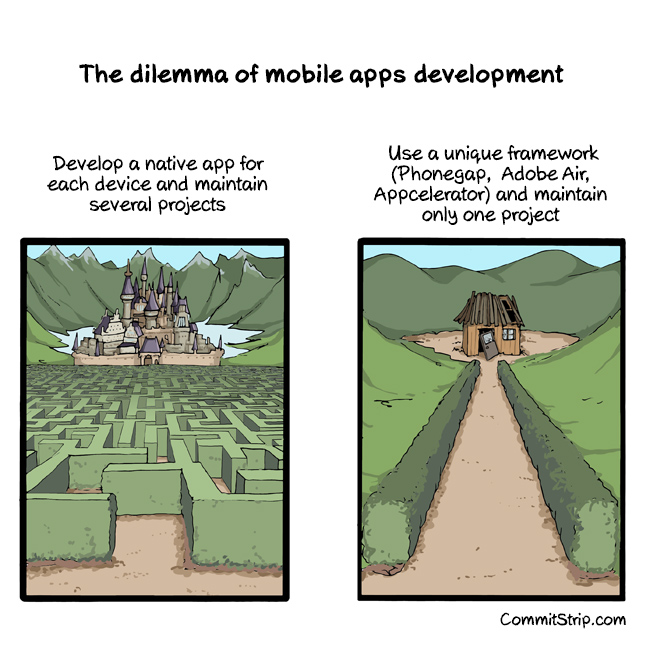 The dilemma of mobile apps development
Develop a native app for
each device and maintain
several projects
Use a unique framework
(Phonegap, Adobe Air,
Appcelerator) and maintain
only one project
CommitStrip.com